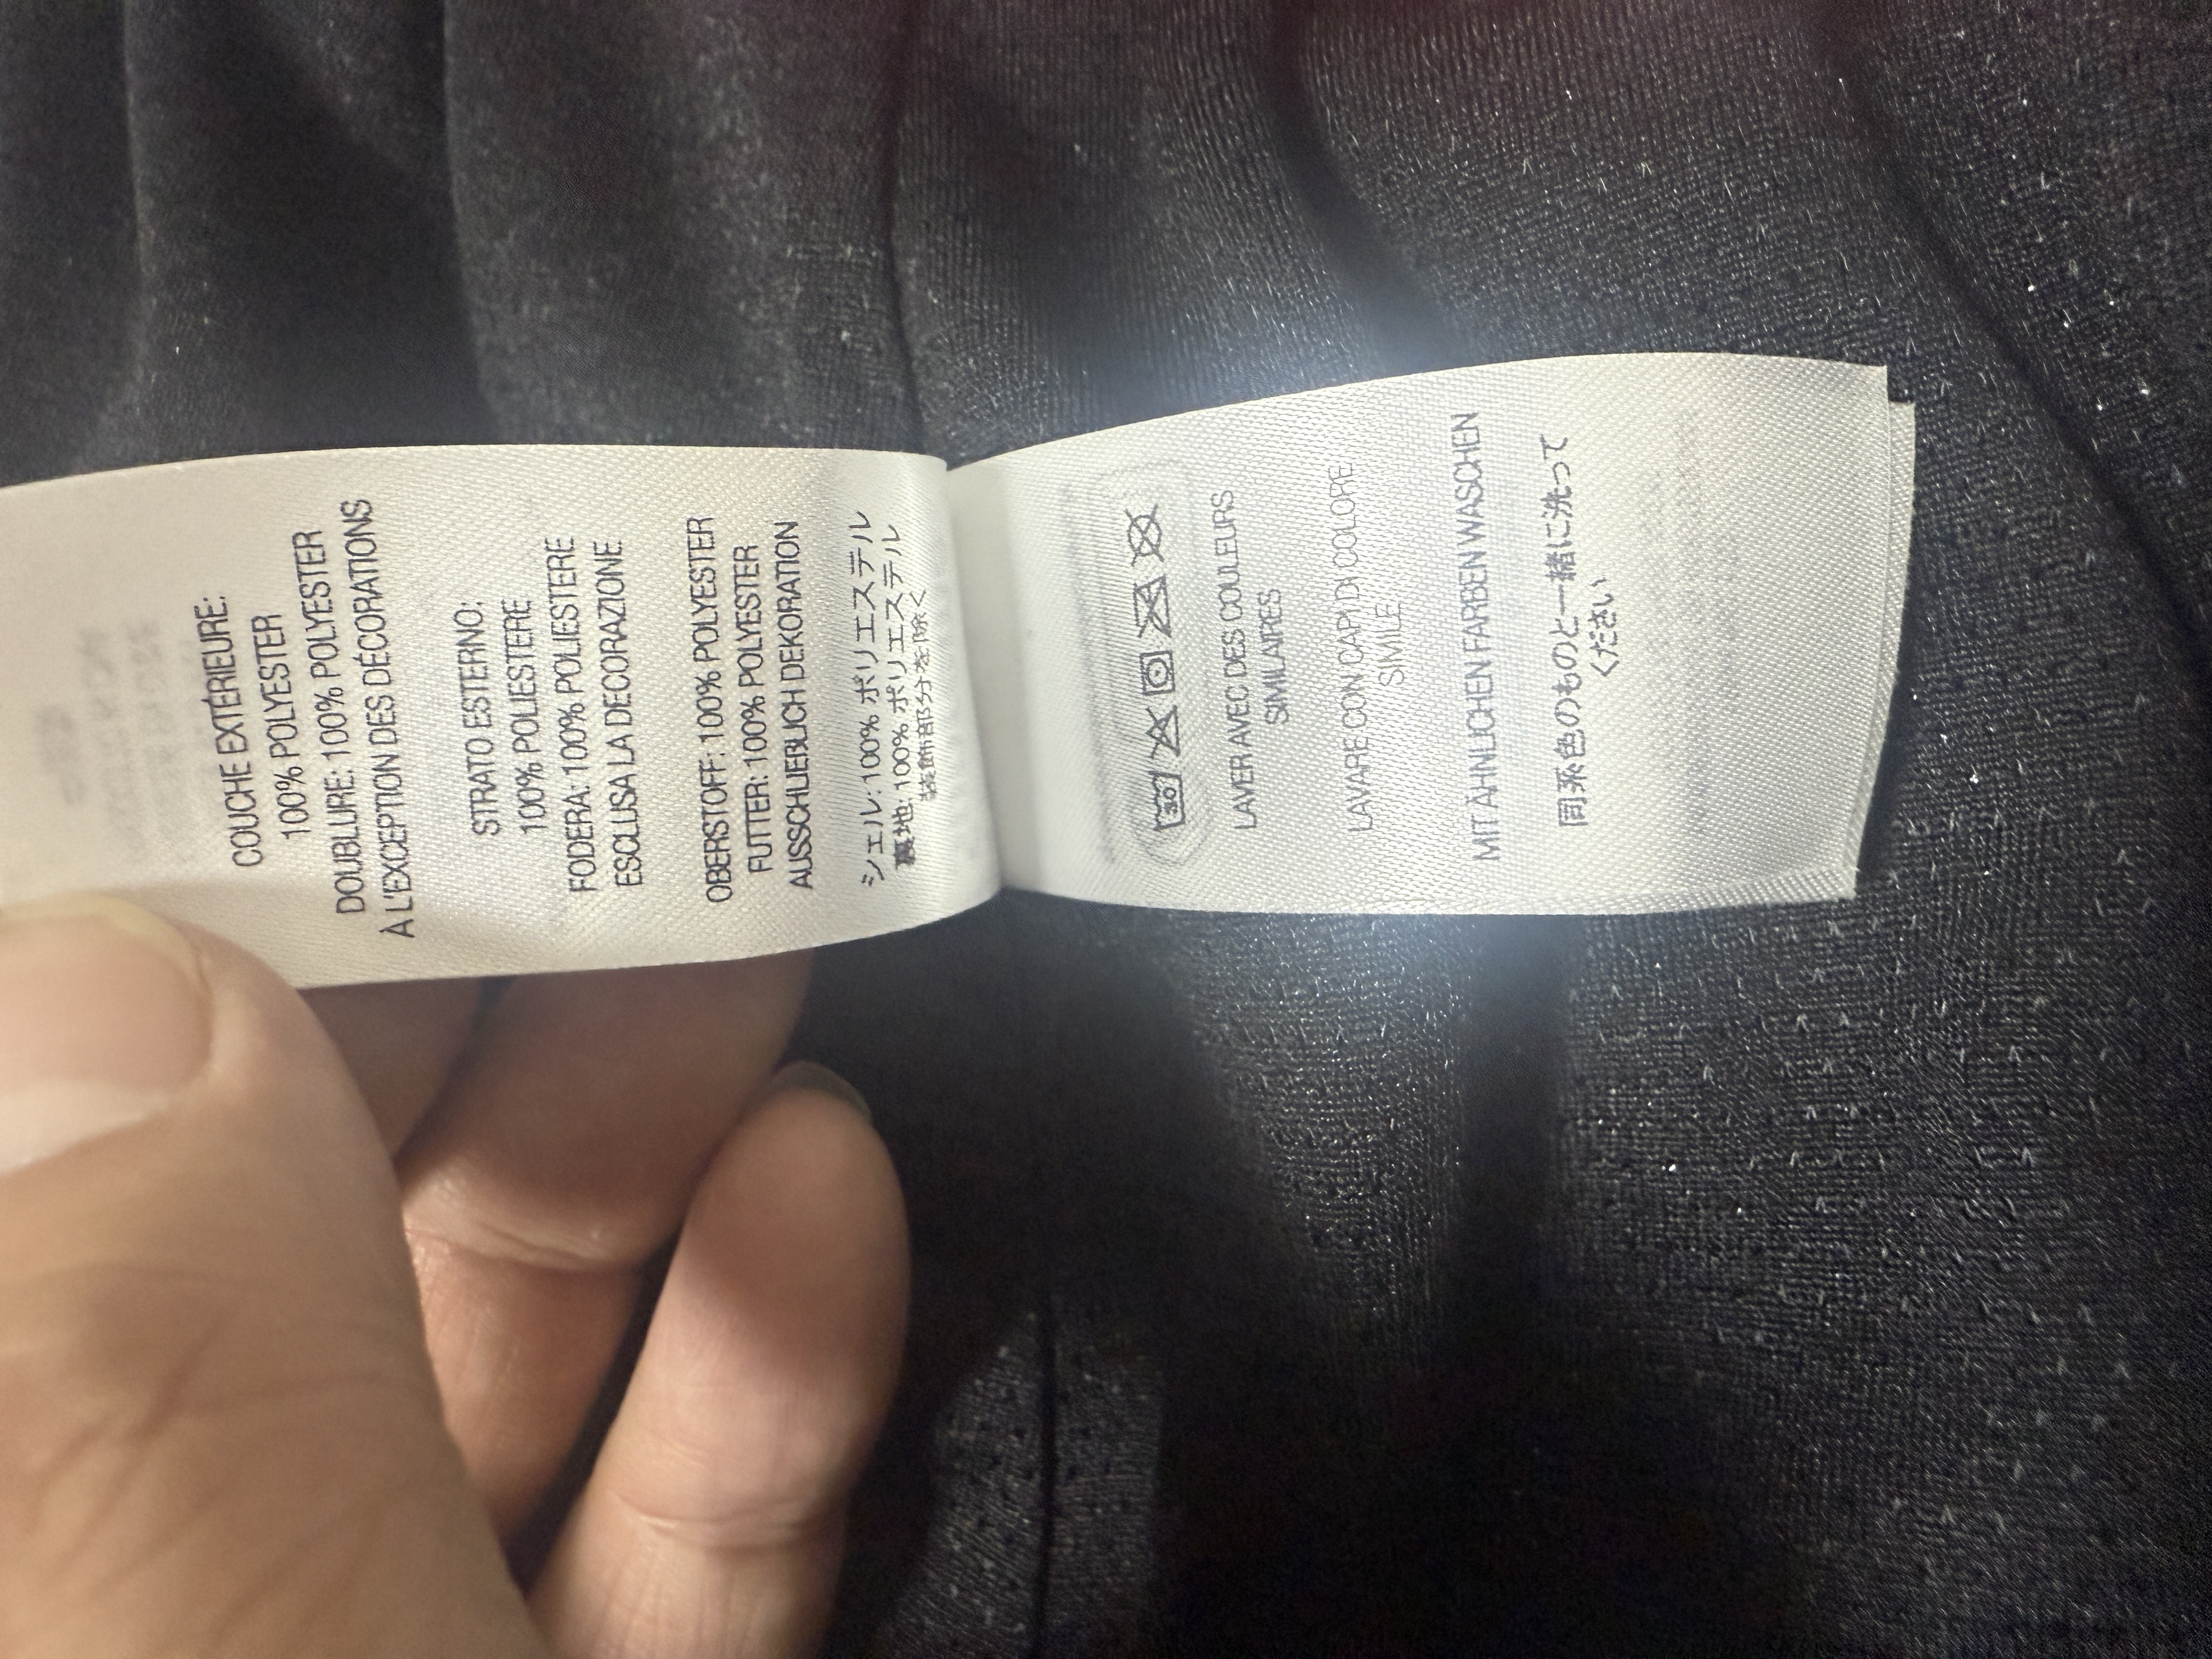 COUCHE EXTÉRIEURE:
100% POLYESTER
DOUBLURE: 100% POLYESTER
A L'EXCEPTION DES DÉCORATIONS
STRATO ESTERNO:
100% POLIESTERE
FODERA: 100% POLIESTERE
ESCLUSA LA DECORAZIONE.
OBERSTOFF: 100% POLYESTER
FUTTER: 100% POLYESTER
AUSSCHLIEBLICH DEKORATION
シェル: 100% ポリエステル
裏地: 100% ポリエステル
装飾部分を除く
30
LAVER AVEC DES COULEURS
SIMILAIRES
LAVARE CON CAPI DI COLORE
SIMILE
MIT ÄHNLICHEN FARBEN WASCHEN
同系色のものと一緒に洗って
ください